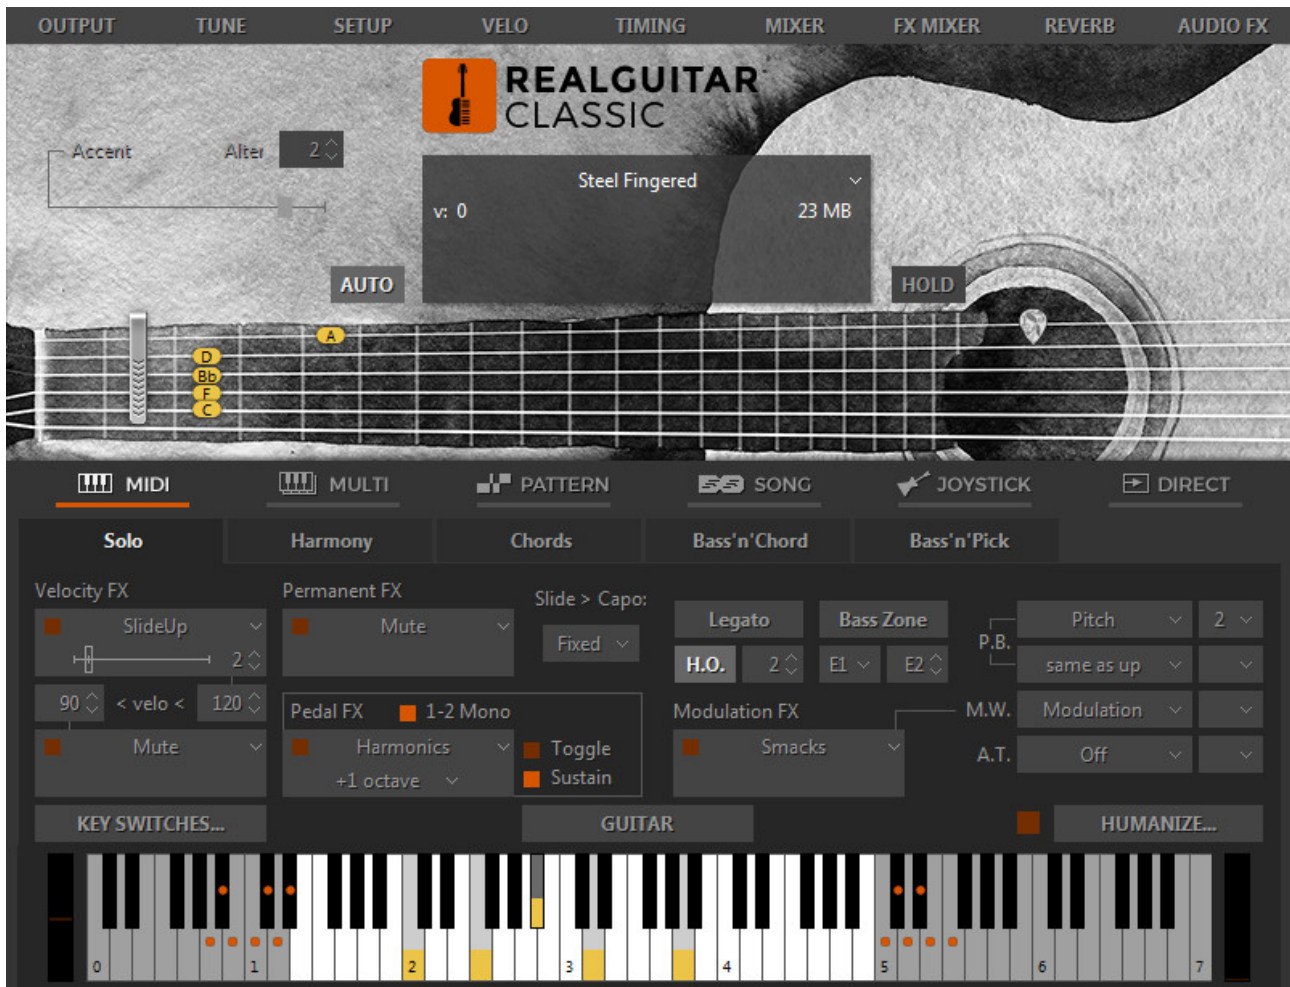 OUTPUT TUNE SETUP VELO TIMING MIXER FX MIXER REVERB AUDIO FX
REALGUITAR
CLASSIC
Accent Alter 2
Steel Fingered
v: 0 23 MB
AUTO HOLD
A
D
Bb
F
C
MIDI MULTI PATTERN SONG JOYSTICK DIRECT
Solo Harmony Chords Bass'n'Chord Bass'n'Pick
Velocity FX Permanent FX Slide > Capo: Legato Bass Zone P.B. Pitch 2
SlideUp Mute Fixed H.O. 2 E1 E2 same as up
2
90 < velo < 120 Pedal FX 1-2 Mono Modulation FX M.W. Modulation
Mute Harmonics Toggle Smacks A.T. Off
+1 octave Sustain
KEY SWITCHES... GUITAR HUMANIZE...
0 1 2 3 4 5 6 7